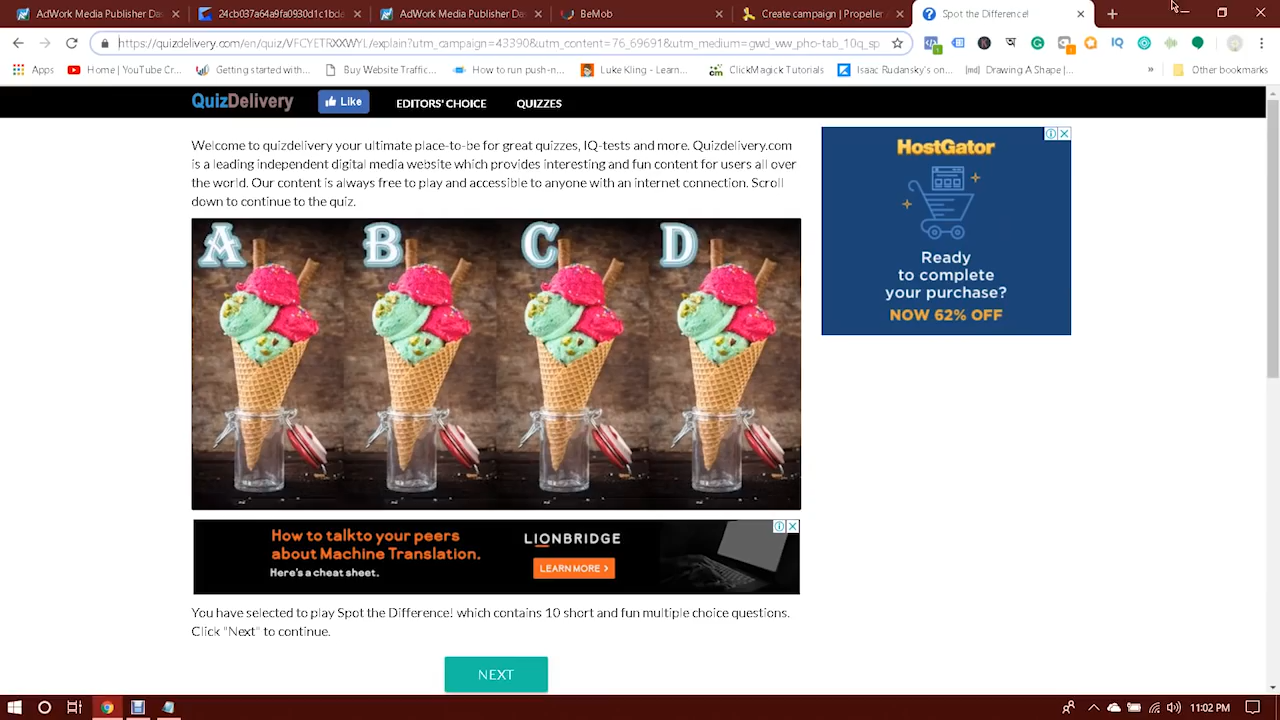 AdWork Media Publisher Da
24cb037a64a9fa0930d1c1bda
AdWork Media Publisher Da
BeMob
Create campaign | Propeller A
Spot the Difference!
https://quizdelivery.com/en/quiz/VFCYETRXXWYL/explain?utm_campaign=43390&utm_content=76_69691&utm_medium=gwd_ww_pho-tab_10q_sp
Apps
Home | YouTube Cr...
Getting started with...
Buy Website Traffic...
How to run push-n...
Luke Kling - Learn...
ClickMagick Tutorials
Isaac Rudansky's on...
[md] Drawing A Shape |...
»
Other bookmarks
QuizDelivery
Like
EDITORS' CHOICE
QUIZZES
Welcome to quizdelivery your ultimate place-to-be for great quizzes, IQ-tests and more. Quizdelivery.com
is a leading independent digital media website which provides interesting and fun content for users all over
the world. Our content is always free to play and accessible to anyone with an internet connection. Scroll
down to continue to the quiz.
A
B
C
D
HostGator
Ready
to complete
your purchase?
NOW 62% OFF
How to talkto your peers
about Machine Translation.
Here's a cheat sheet.
LIONBRIDGE
LEARN MORE >
You have selected to play Spot the Difference! which contains 10 short and fun multiple choice questions.
Click "Next" to continue.
NEXT
11:02 PM